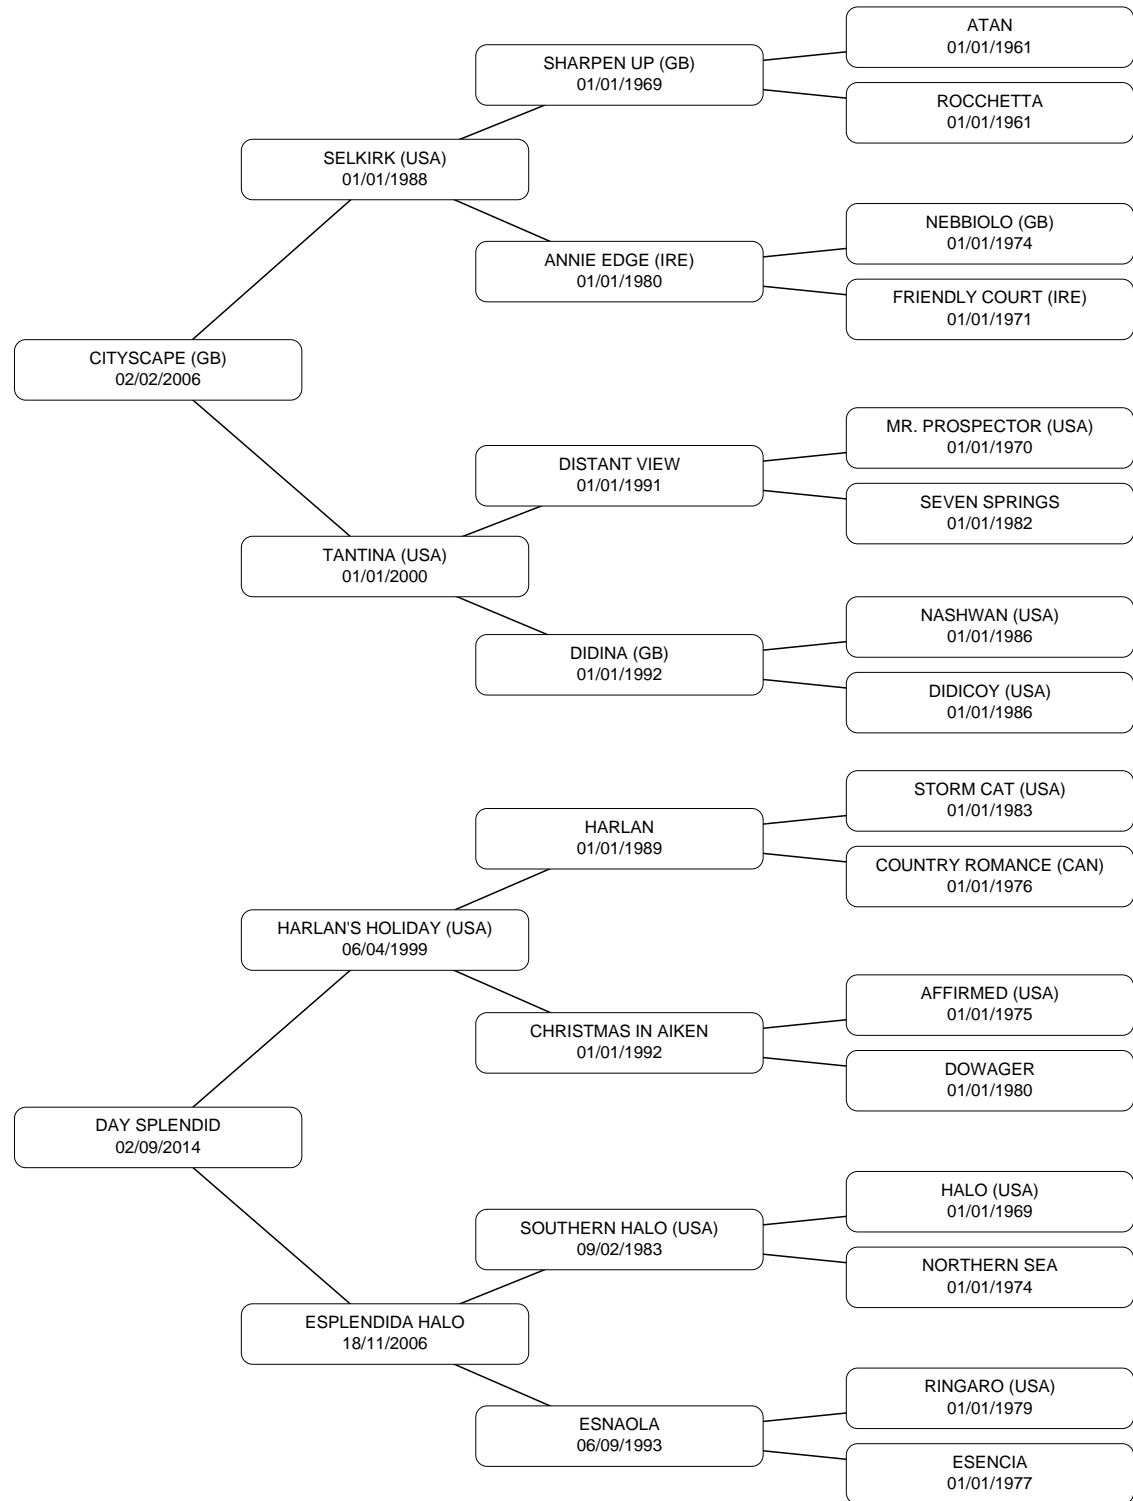 ATAN
01/01/1961
SHARPEN UP (GB)
01/01/1969
ROCCHETTA
01/01/1961
SELKIRK (USA)
01/01/1988
NEBBIOLO (GB)
01/01/1974
ANNIE EDGE (IRE)
01/01/1980
FRIENDLY COURT (IRE)
01/01/1971
CITYSCAPE (GB)
02/02/2006
MR. PROSPECTOR (USA)
01/01/1970
DISTANT VIEW
01/01/1991
SEVEN SPRINGS
01/01/1982
TANTINA (USA)
01/01/2000
NASHWAN (USA)
01/01/1986
DIDINA (GB)
01/01/1992
DIDICOY (USA)
01/01/1986
STORM CAT (USA)
01/01/1983
HARLAN
01/01/1989
COUNTRY ROMANCE (CAN)
01/01/1976
HARLAN'S HOLIDAY (USA)
06/04/1999
AFFIRMED (USA)
01/01/1975
CHRISTMAS IN AIKEN
01/01/1992
DOWAGER
01/01/1980
DAY SPLENDID
02/09/2014
HALO (USA)
01/01/1969
SOUTHERN HALO (USA)
09/02/1983
NORTHERN SEA
01/01/1974
ESPLENDIDA HALO
18/11/2006
RINGARO (USA)
01/01/1979
ESNAOLA
06/09/1993
ESENCIA
01/01/1977